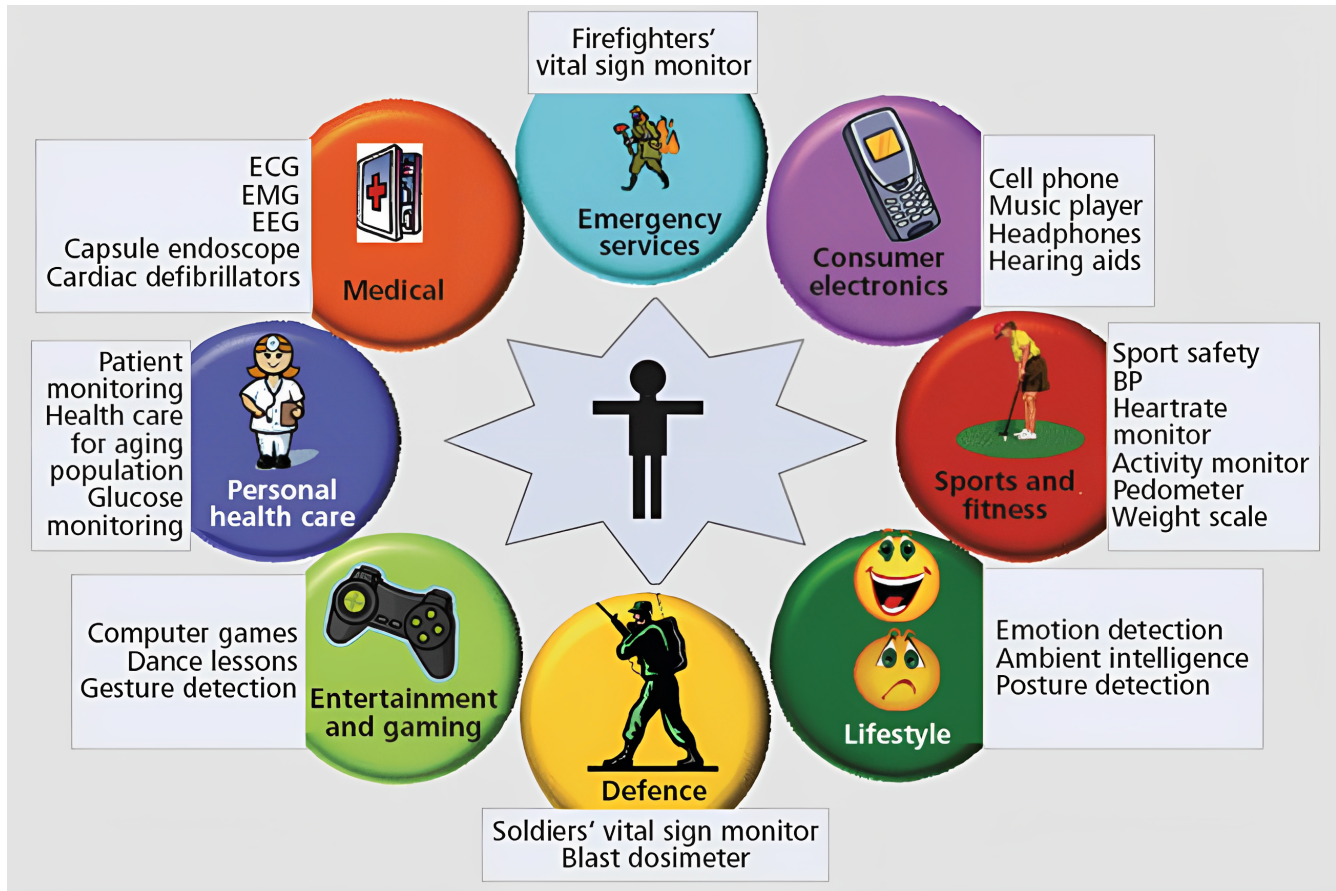 Firefighters’
vital sign monitor
Emergency
services
ECG
EMG
EEG
Capsule endoscope
Cardiac defibrillators
Medical
Consumer
electronics
Cell phone
Music player
Headphones
Hearing aids
Patient
monitoring
Health care
for aging
population
Glucose
monitoring
Personal
health care
Sports and
fitness
Sport safety
BP
Heartrate
monitor
Activity monitor
Pedometer
Weight scale
Computer games
Dance lessons
Gesture detection
Entertainment
and gaming
Defence
Soldiers’ vital sign monitor
Blast dosimeter
Lifestyle
Emotion detection
Ambient intelligence
Posture detection